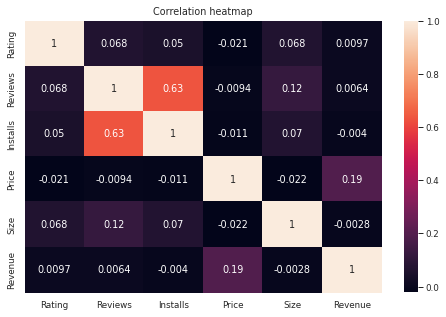 Correlation heatmap
Rating 1 0.068 0.05 -0.021 0.068 0.0097
Reviews 0.068 1 0.63 -0.0094 0.12 0.0064
Installs 0.05 0.63 1 -0.011 0.07 -0.004
Price -0.021 -0.0094 -0.011 1 -0.022 0.19
Size 0.068 0.12 0.07 -0.022 1 -0.0028
Revenue 0.0097 0.0064 -0.004 0.19 -0.0028 1
Rating Reviews Installs Price Size Revenue
1.0
0.8
0.6
0.4
0.2
0.0